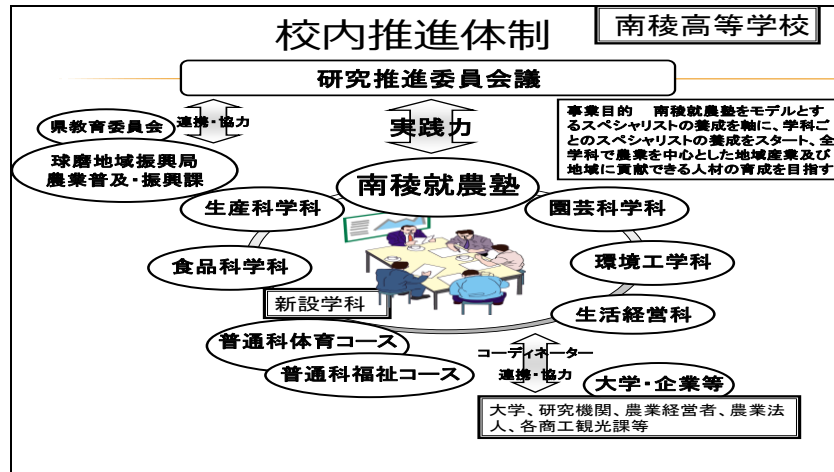 校内推進体制
南稜高等学校
研究推進委員会議
県教育委員会
連携・協力
実践力
事業目的　南稜就農塾をモデルとす
るスペシャリストの養成を軸に、学科ご
とのスペシャリストの養成をスタート、全
学科で農業を中心とした地域産業及び
地域に貢献できる人材の育成を目指す
球磨地域振興局
農業普及・振興課
南稜就農塾
生産科学科
園芸科学科
食品科学科
環境工学科
新設学科
生活経営科
普通科体育コース
普通科福祉コース
コーディネーター
連携・協力
大学・企業等
大学、研究機関、農業経営者、農業法
人、各商工観光課等